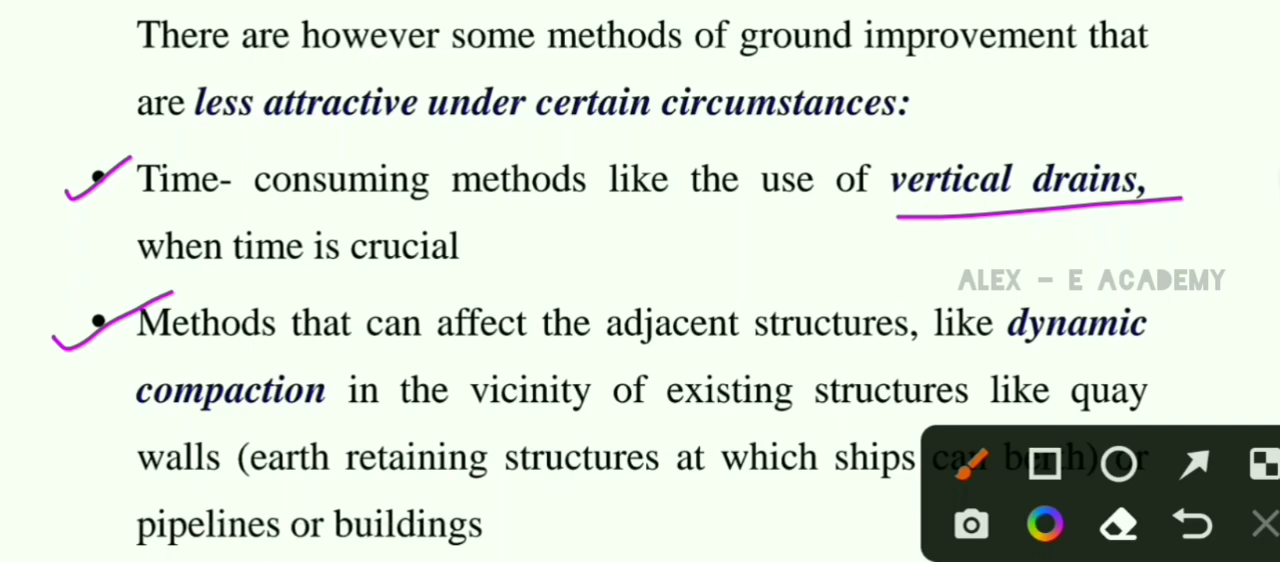 There are however some methods of ground improvement that
are less attractive under certain circumstances:
• Time- consuming methods like the use of vertical drains,
when time is crucial
ALEX - E ACADEMY
• Methods that can affect the adjacent structures, like dynamic
compaction in the vicinity of existing structures like quay
walls (earth retaining structures at which ships can berth) or
pipelines or buildings